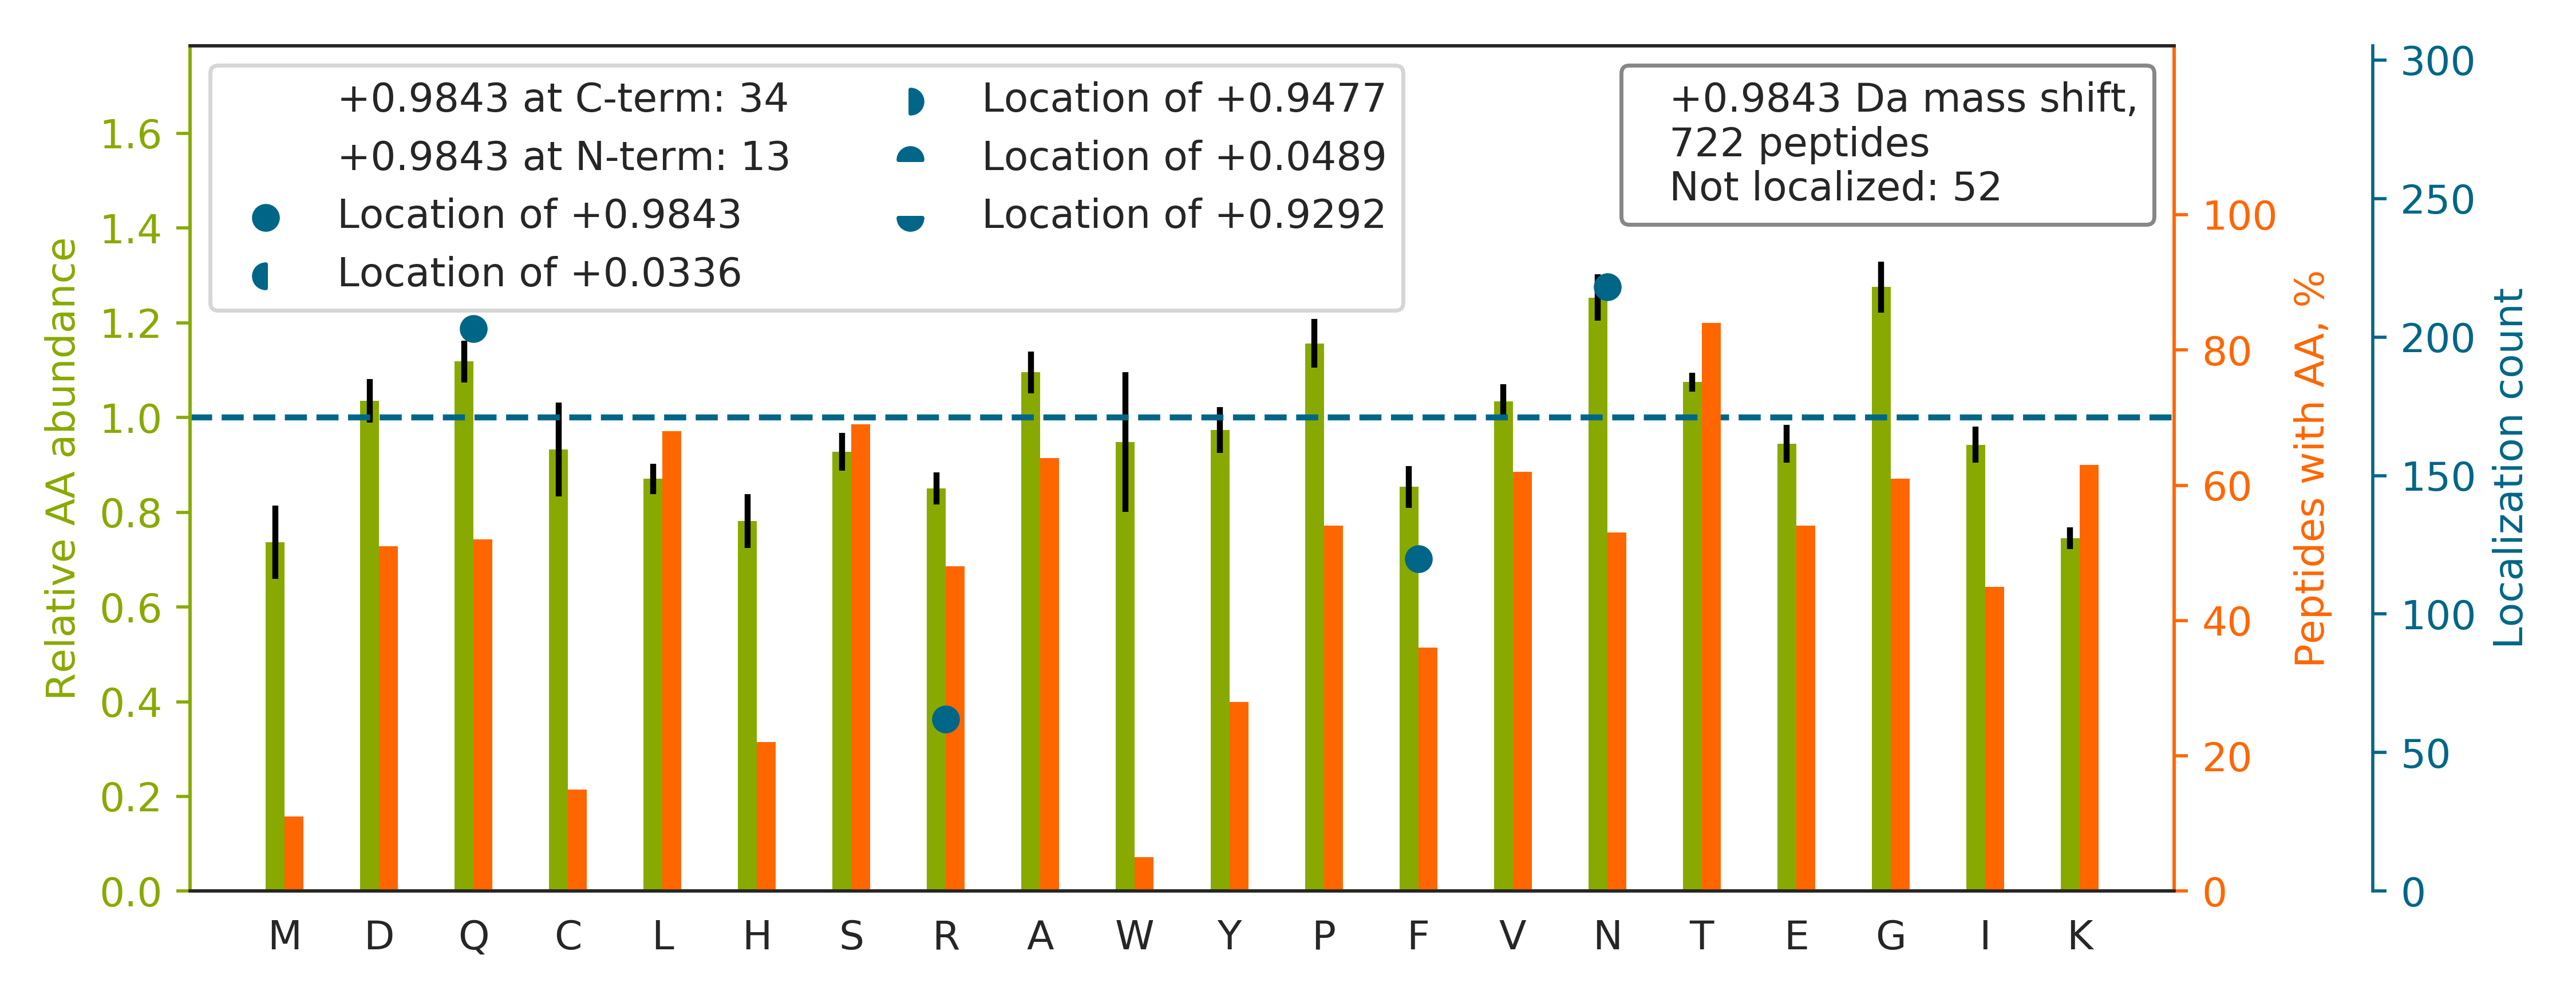 +0.9843 at C-term: 34
+0.9843 at N-term: 13
Location of +0.9843
Location of +0.0336
Location of +0.9477
Location of +0.0489
Location of +0.9292
+0.9843 Da mass shift,
722 peptides
Not localized: 52
Relative AA abundance
1.6
1.4
1.2
1.0
0.8
0.6
0.4
0.2
0.0
M D Q C L H S R A W Y P F V N T E G I K
100
80
60
40
20
0
Peptides with AA, %
300
250
200
150
100
50
0
Localization count